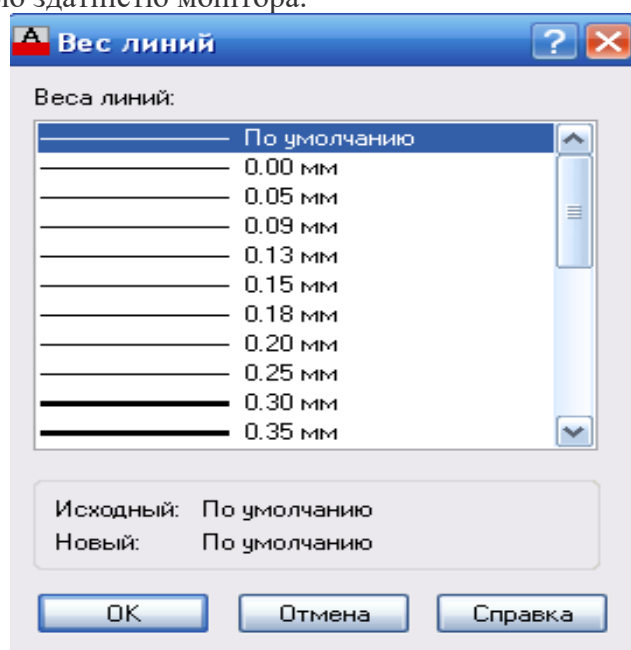 здатністю монітора.
Вес линий
Веса линий:
По умолчанию
0.00 мм
0.05 мм
0.09 мм
0.13 мм
0.15 мм
0.18 мм
0.20 мм
0.25 мм
0.30 мм
0.35 мм
Исходный: По умолчанию
Новый: По умолчанию
OK Отмена Справка